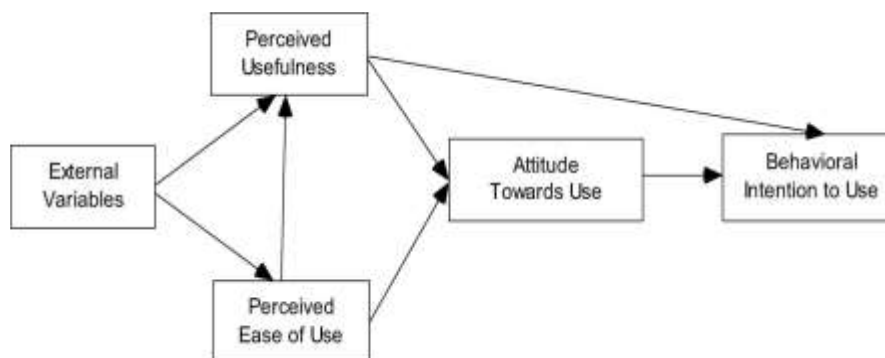 Perceived
Usefulness
External
Variables
Attitude
Towards Use
Behavioral
Intention to Use
Perceived
Ease of Use